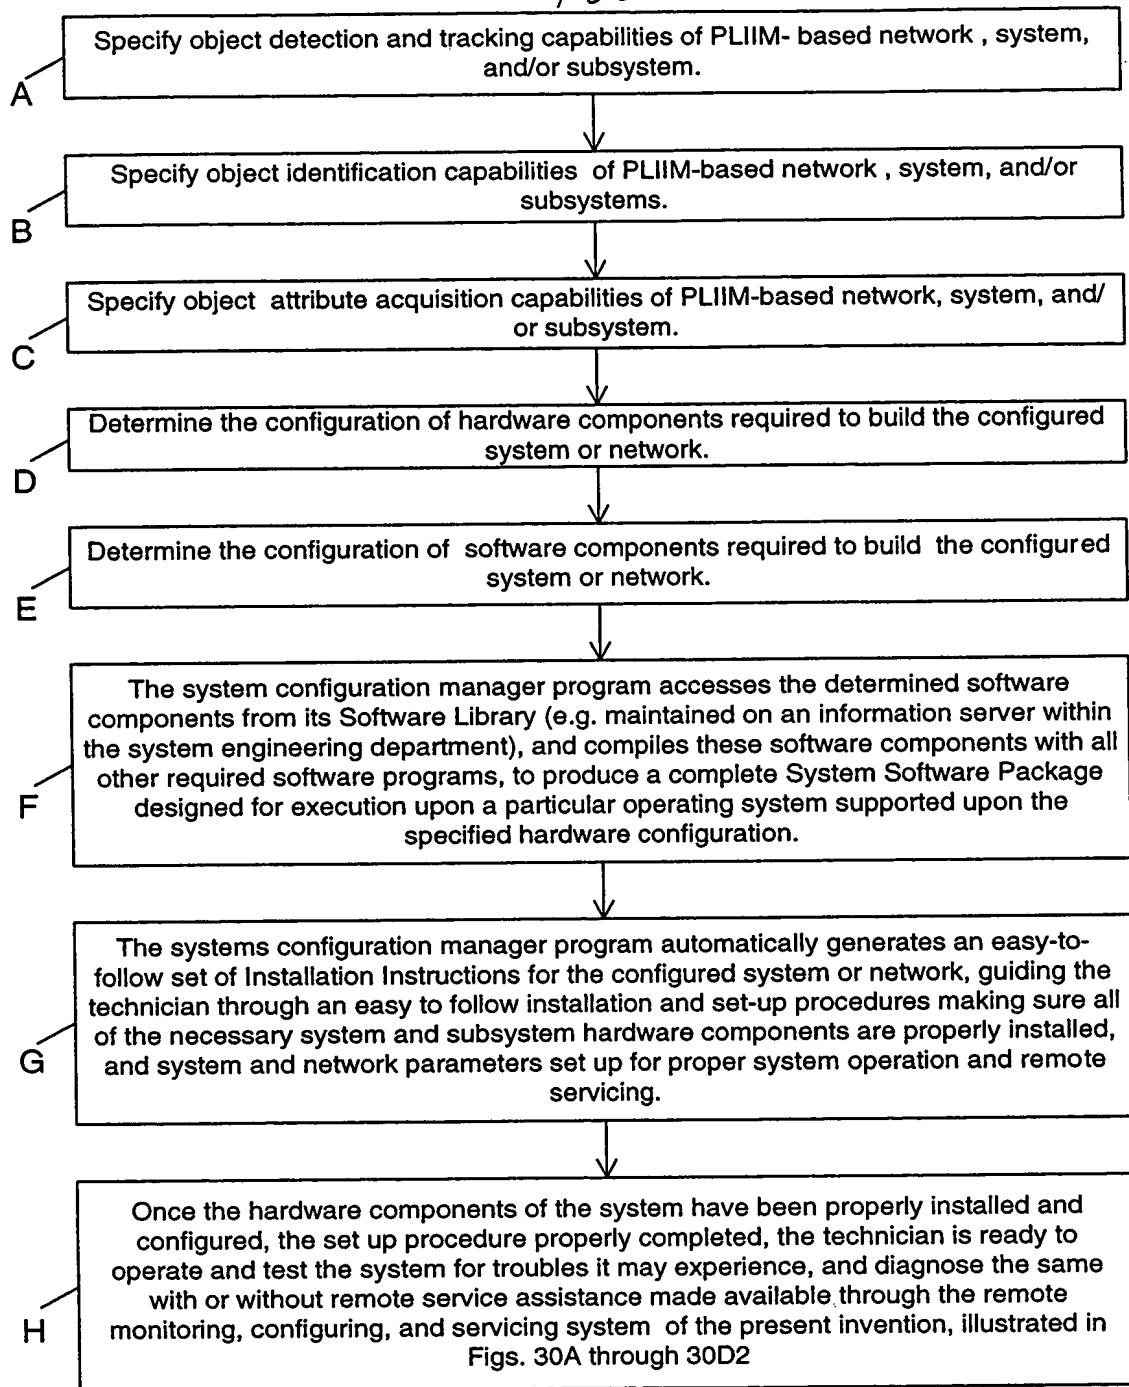 Specify object detection and tracking capabilities of PLIIM- based network , system,
and/or subsystem.
A
Specify object identification capabilities of PLIIM-based network , system, and/or
subsystems.
B
Specify object attribute acquisition capabilities of PLIIM-based network, system, and/
or subsystem.
C
Determine the configuration of hardware components required to build the configured
system or network.
D
Determine the configuration of software components required to build the configured
system or network.
E
The system configuration manager program accesses the determined software
components from its Software Library (e.g. maintained on an information server within
the system engineering department), and compiles these software components with all
other required software programs, to produce a complete System Software Package
designed for execution upon a particular operating system supported upon the
specified hardware configuration.
F
The systems configuration manager program automatically generates an easy-to-
follow set of Installation Instructions for the configured system or network, guiding the
technician through an easy to follow installation and set-up procedures making sure all
of the necessary system and subsystem hardware components are properly installed,
and system and network parameters set up for proper system operation and remote
servicing.
G
Once the hardware components of the system have been properly installed and
configured, the set up procedure properly completed, the technician is ready to
operate and test the system for troubles it may experience, and diagnose the same
with or without remote service assistance made available through the remote
monitoring, configuring, and servicing system of the present invention, illustrated in
Figs. 30A through 30D2
H